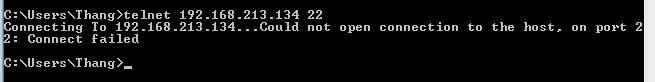 C:\Users\Thang>telnet 192.168.213.134 22
Connecting To 192.168.213.134...Could not open connection to the host, on port 2
2: Connect failed
C:\Users\Thang>_